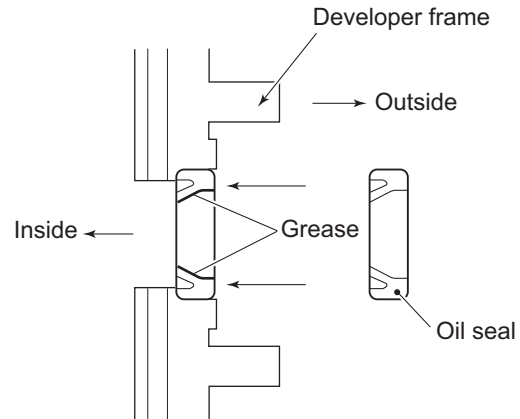 Developer frame
Outside
Inside
Grease
Oil seal